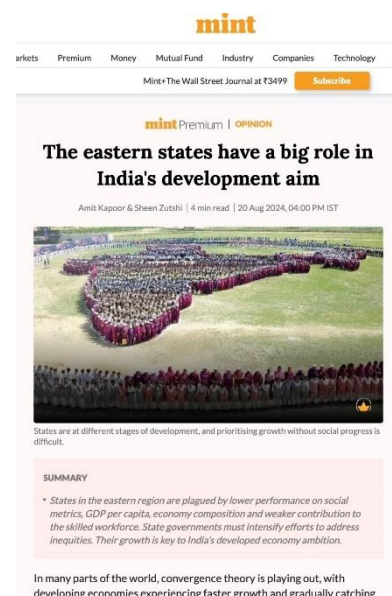 mint
arkets Premium Money Mutual Fund Industry Companies Technology
Mint+The Wall Street Journal at ₹3499 Subscribe
mint Premium | OPINION
The eastern states have a big role in
India's development aim
Amit Kapoor & Sheen Zutshi | 4 min read | 20 Aug 2024, 04:00 PM IST
States are at different stages of development, and prioritising growth without social progress is
difficult.
SUMMARY
• States in the eastern region are plagued by lower performance on social
metrics, GDP per capita, economy composition and weaker contribution to
the skilled workforce. State governments must intensify efforts to address
inequities. Their growth is key to India's developed economy ambition.
In many parts of the world, convergence theory is playing out, with
developing economies experiencing faster growth and gradually catching